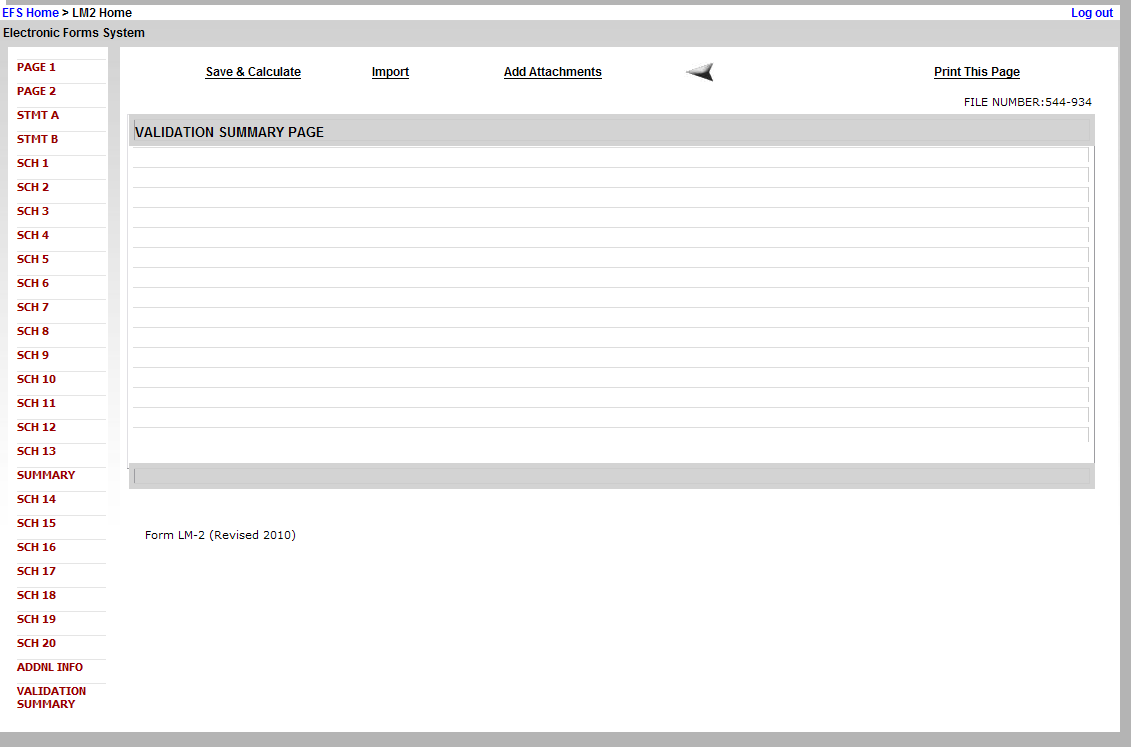 EFS Home > LM2 Home
Log out
Electronic Forms System
PAGE 1
PAGE 2
STMT A
STMT B
SCH 1
SCH 2
SCH 3
SCH 4
SCH 5
SCH 6
SCH 7
SCH 8
SCH 9
SCH 10
SCH 11
SCH 12
SCH 13
SUMMARY
SCH 14
SCH 15
SCH 16
SCH 17
SCH 18
SCH 19
SCH 20
ADDNL INFO
VALIDATION
SUMMARY
Save & Calculate
Import
Add Attachments
Print This Page
FILE NUMBER:544-934
VALIDATION SUMMARY PAGE
Form LM-2 (Revised 2010)